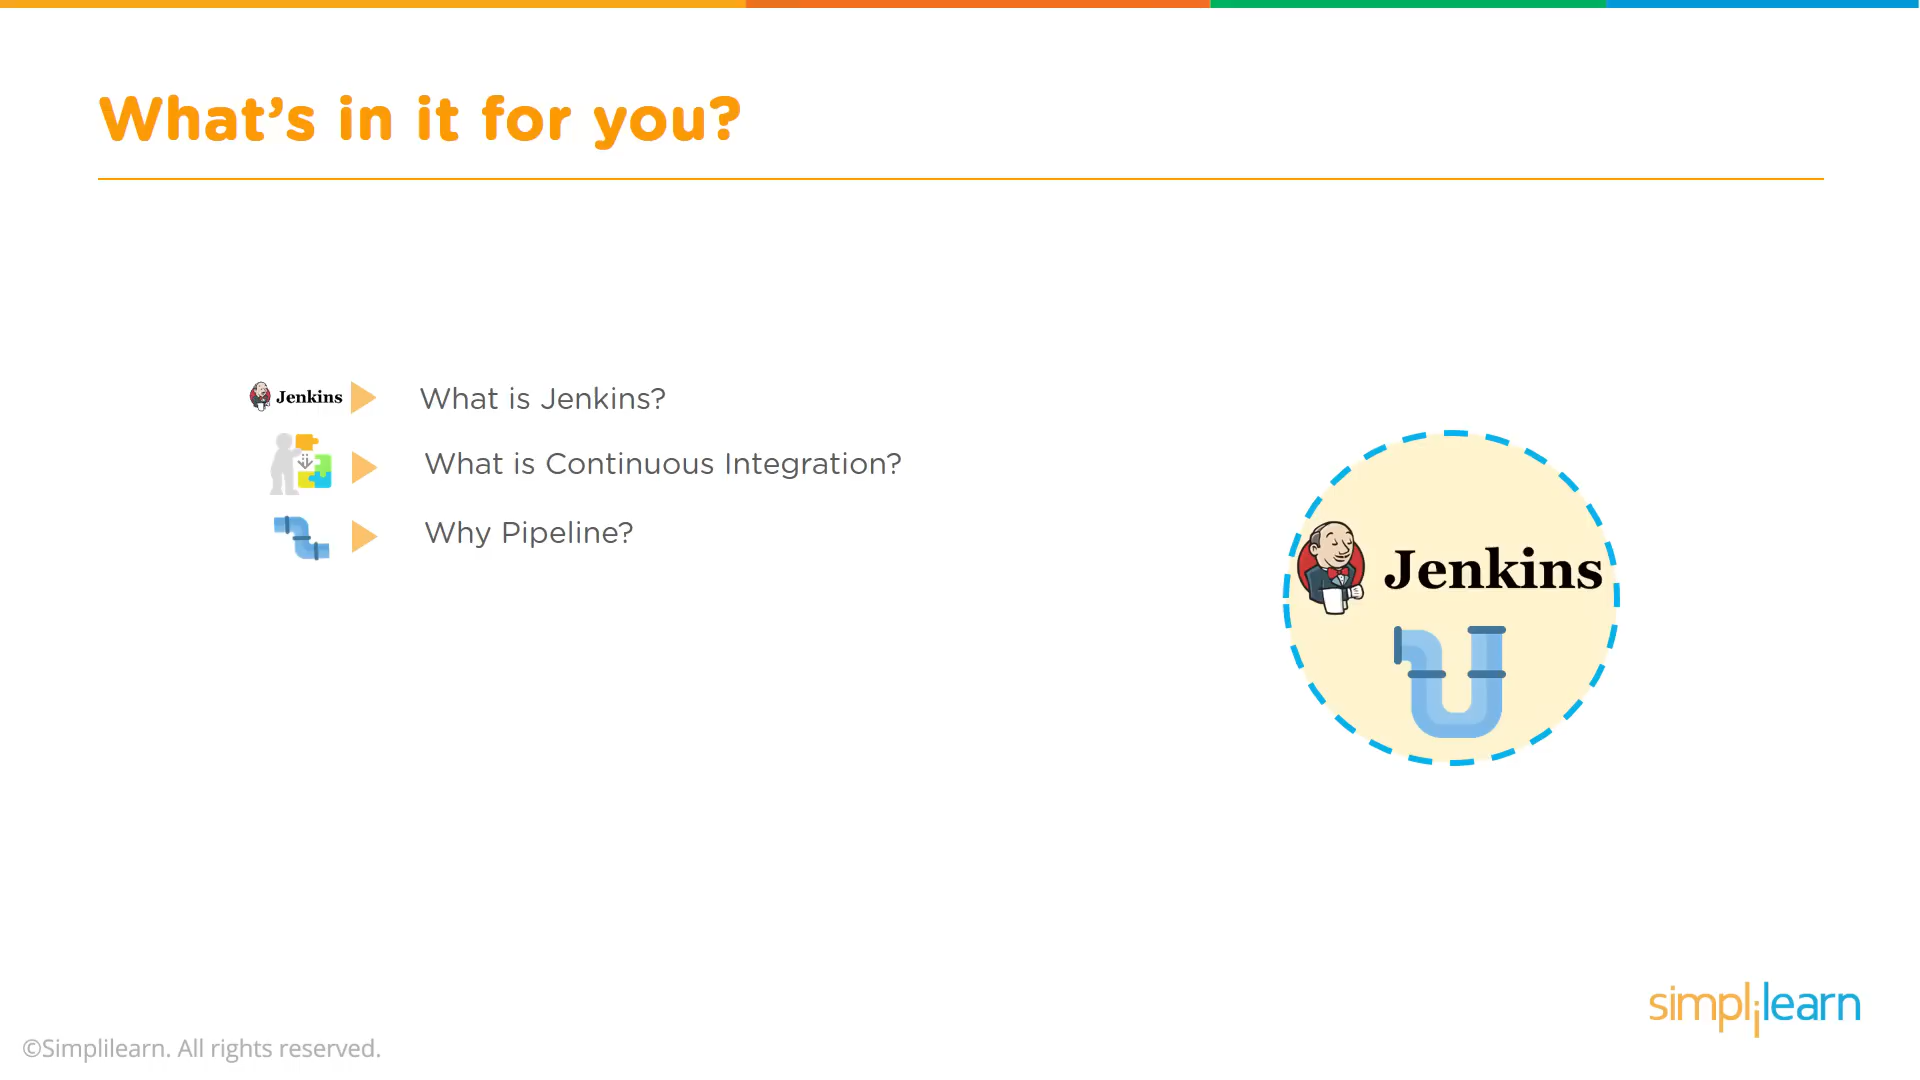 What’s in it for you?
Jenkins
What is Jenkins?
What is Continuous Integration?
Why Pipeline?
Jenkins
simplilearn
©Simplilearn. All rights reserved.